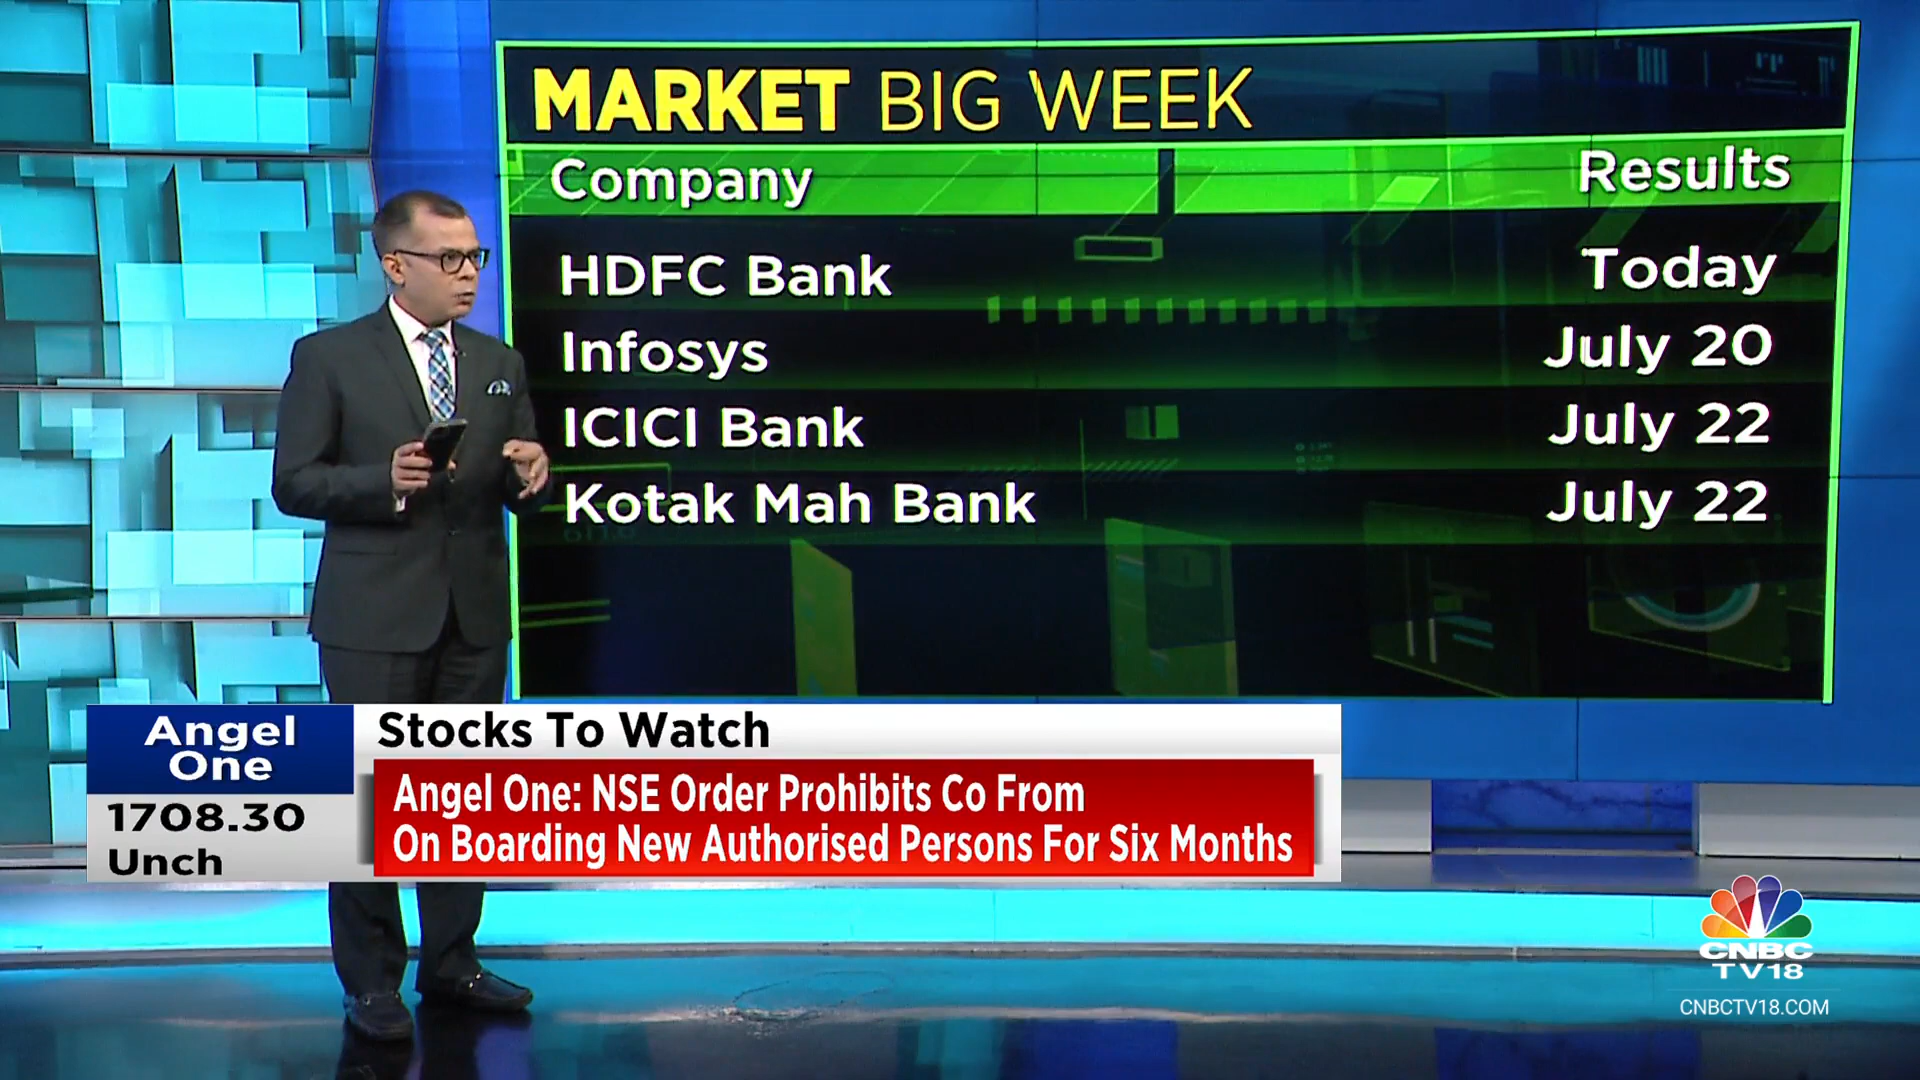 MARKET BIG WEEK
Company Results
HDFC Bank Today
Infosys July 20
ICICI Bank July 22
Kotak Mah Bank July 22
Angel One
1708.30
Unch
Stocks To Watch
Angel One: NSE Order Prohibits Co From
On Boarding New Authorised Persons For Six Months
CNBC
TV18
CNBCTV18.COM